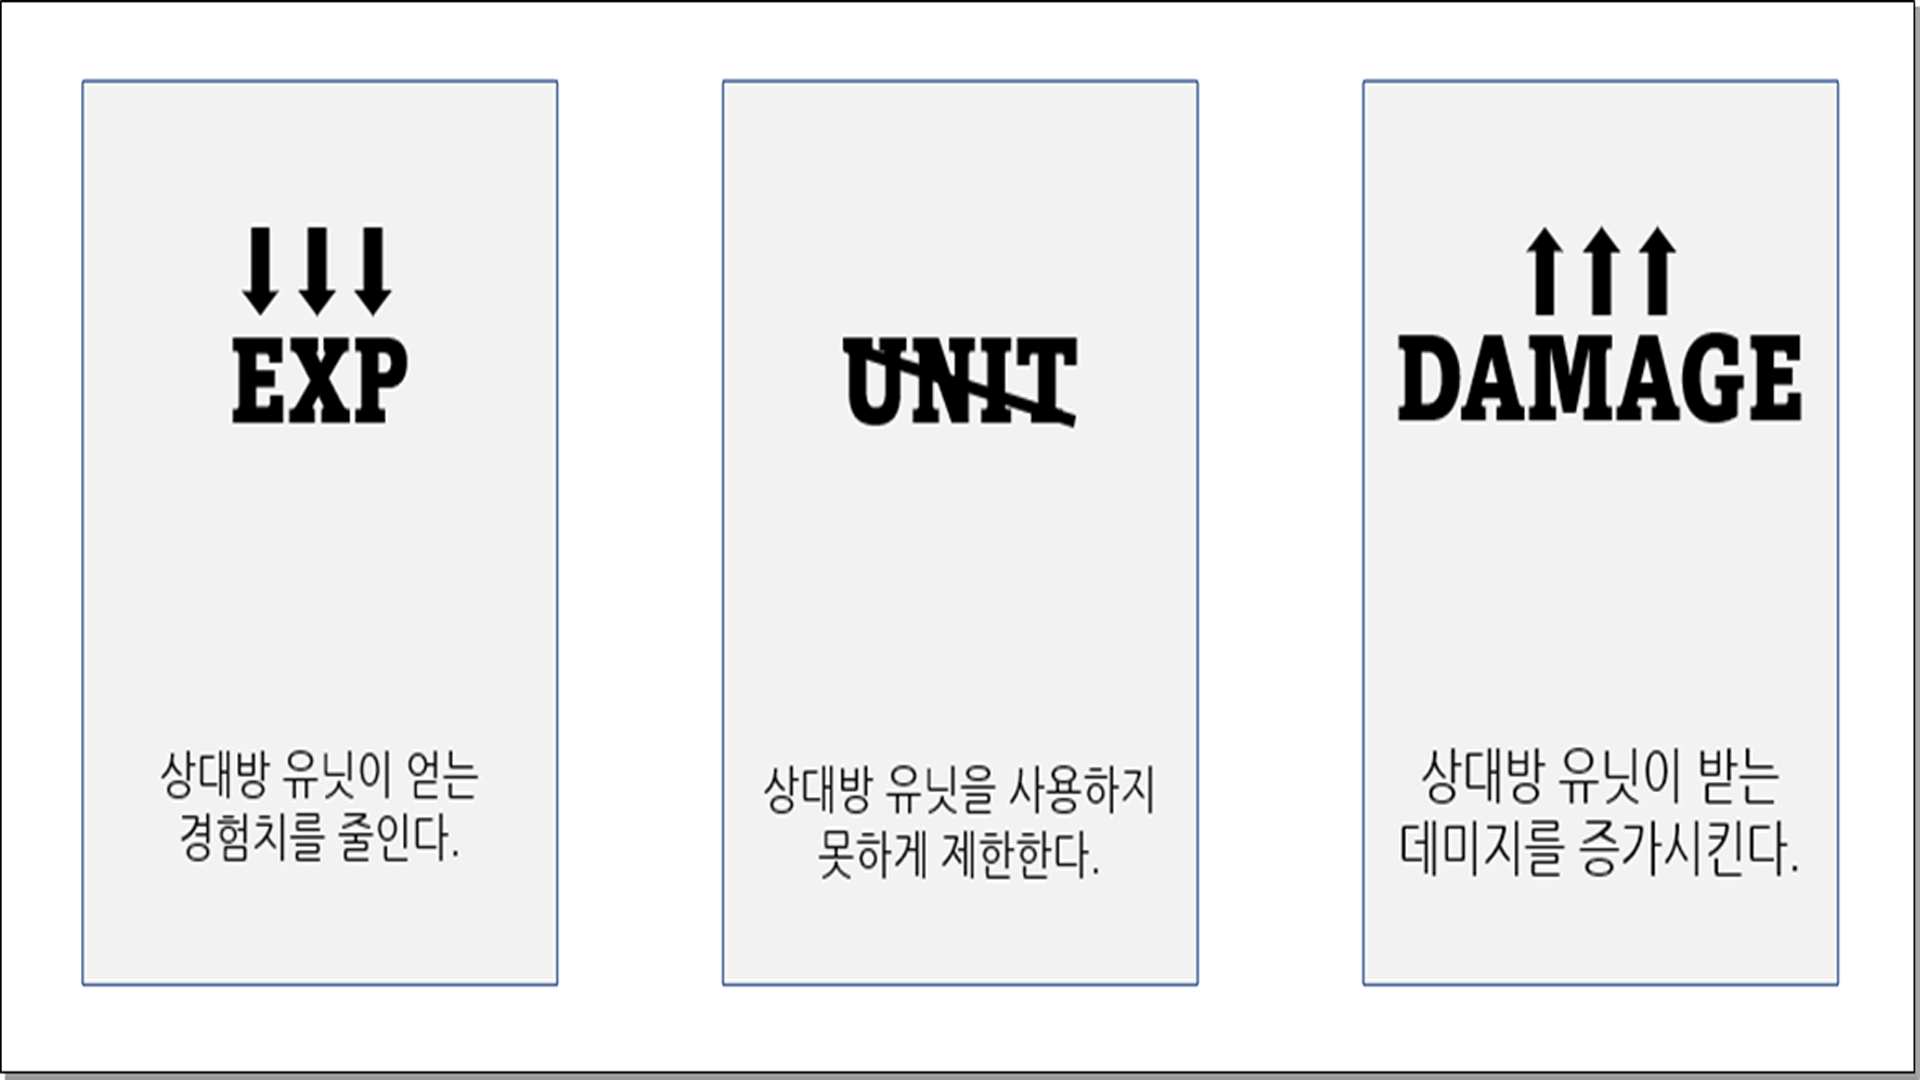 EXP
상대방 유닛이 얻는
경험치를 줄인다.
UNIT
상대방 유닛을 사용하지
못하게 제한한다.
DAMAGE
상대방 유닛이 받는
데미지를 증가시킨다.